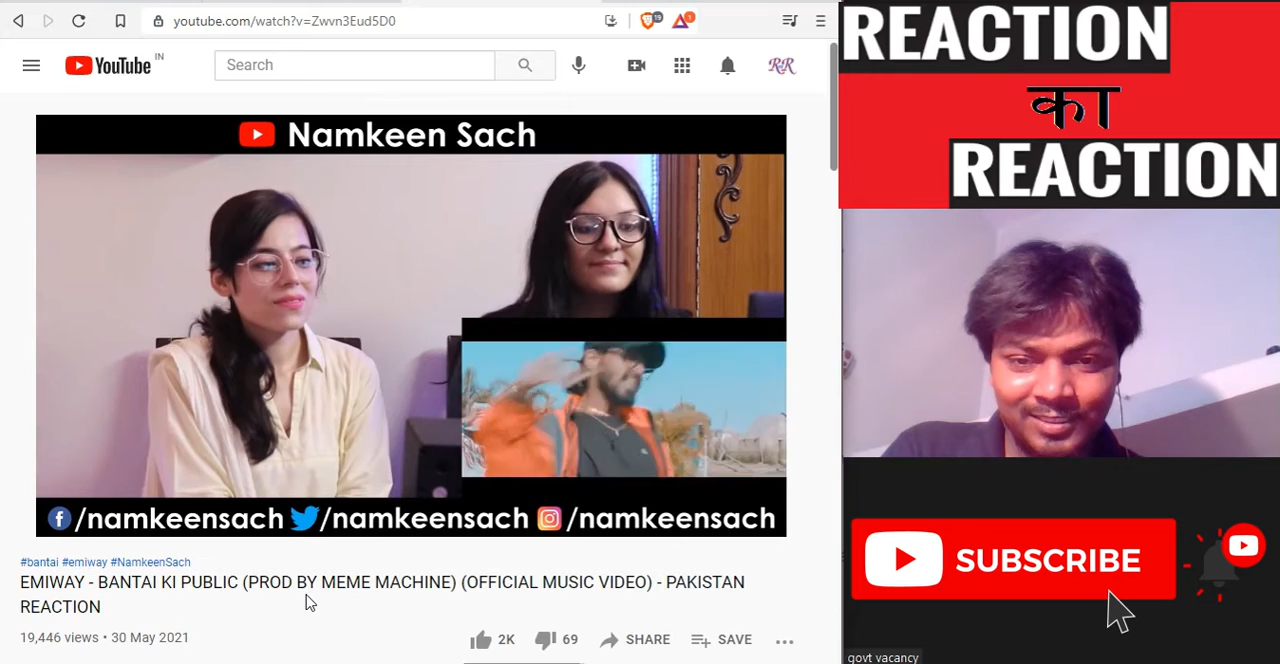 youtube.com/watch?v=Zwvn3Eud5D0
19
1
YouTube IN
Search
RR
Namkeen Sach
/namkeensach /namkeensach /namkeensach
#bantai #emiway #NamkeenSach
EMIWAY - BANTAI KI PUBLIC (PROD BY MEME MACHINE) (OFFICIAL MUSIC VIDEO) - PAKISTAN
REACTION
19,446 views • 30 May 2021
2K 69 SHARE SAVE
REACTION
का
REACTION
SUBSCRIBE
govt vacancy